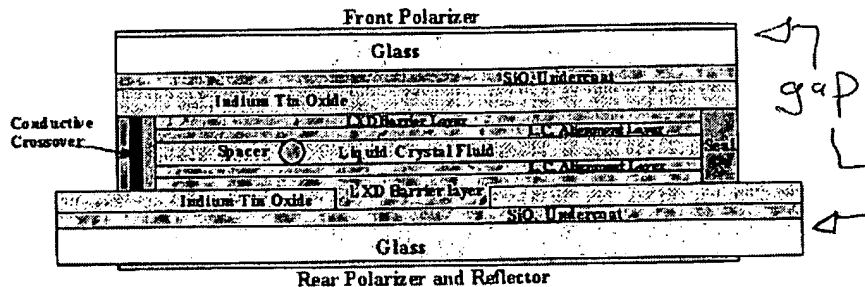 Front Polarizer
Glass
SiO₂ Undercoat
Indium Tin Oxide
gap
Conductive
Crossover
LXD Barrier Layer
L.C. Alignment Layer
Spacer
Liquid Crystal Fluid
Seal
L.C. Alignment Layer
LXD Barrier layer
Indium Tin Oxide
SiO₂ Undercoat
Glass
Rear Polarizer and Reflector